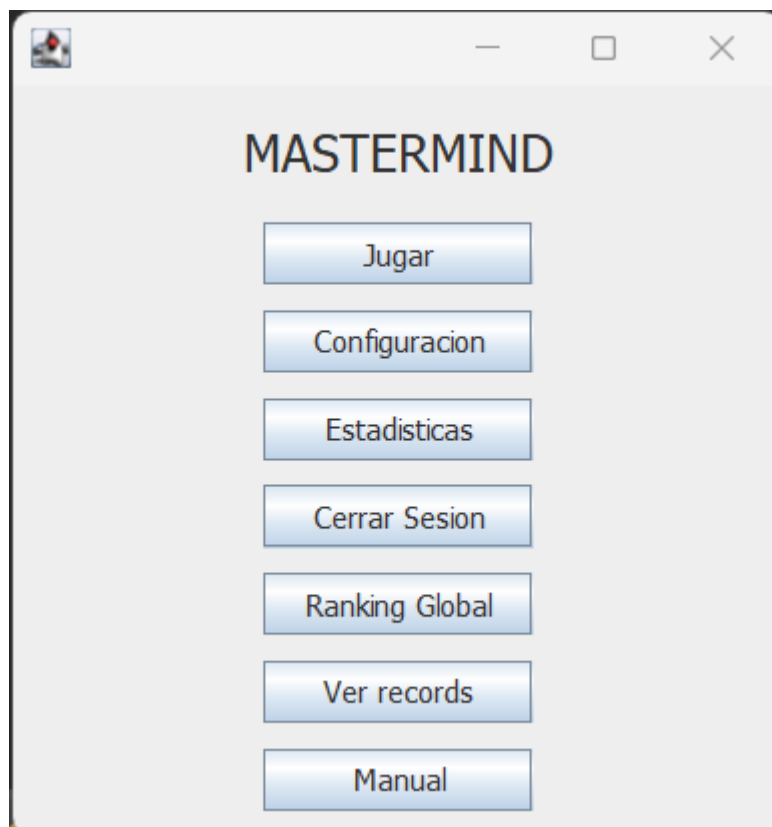 MASTERMIND
Jugar
Configuracion
Estadisticas
Cerrar Sesion
Ranking Global
Ver records
Manual